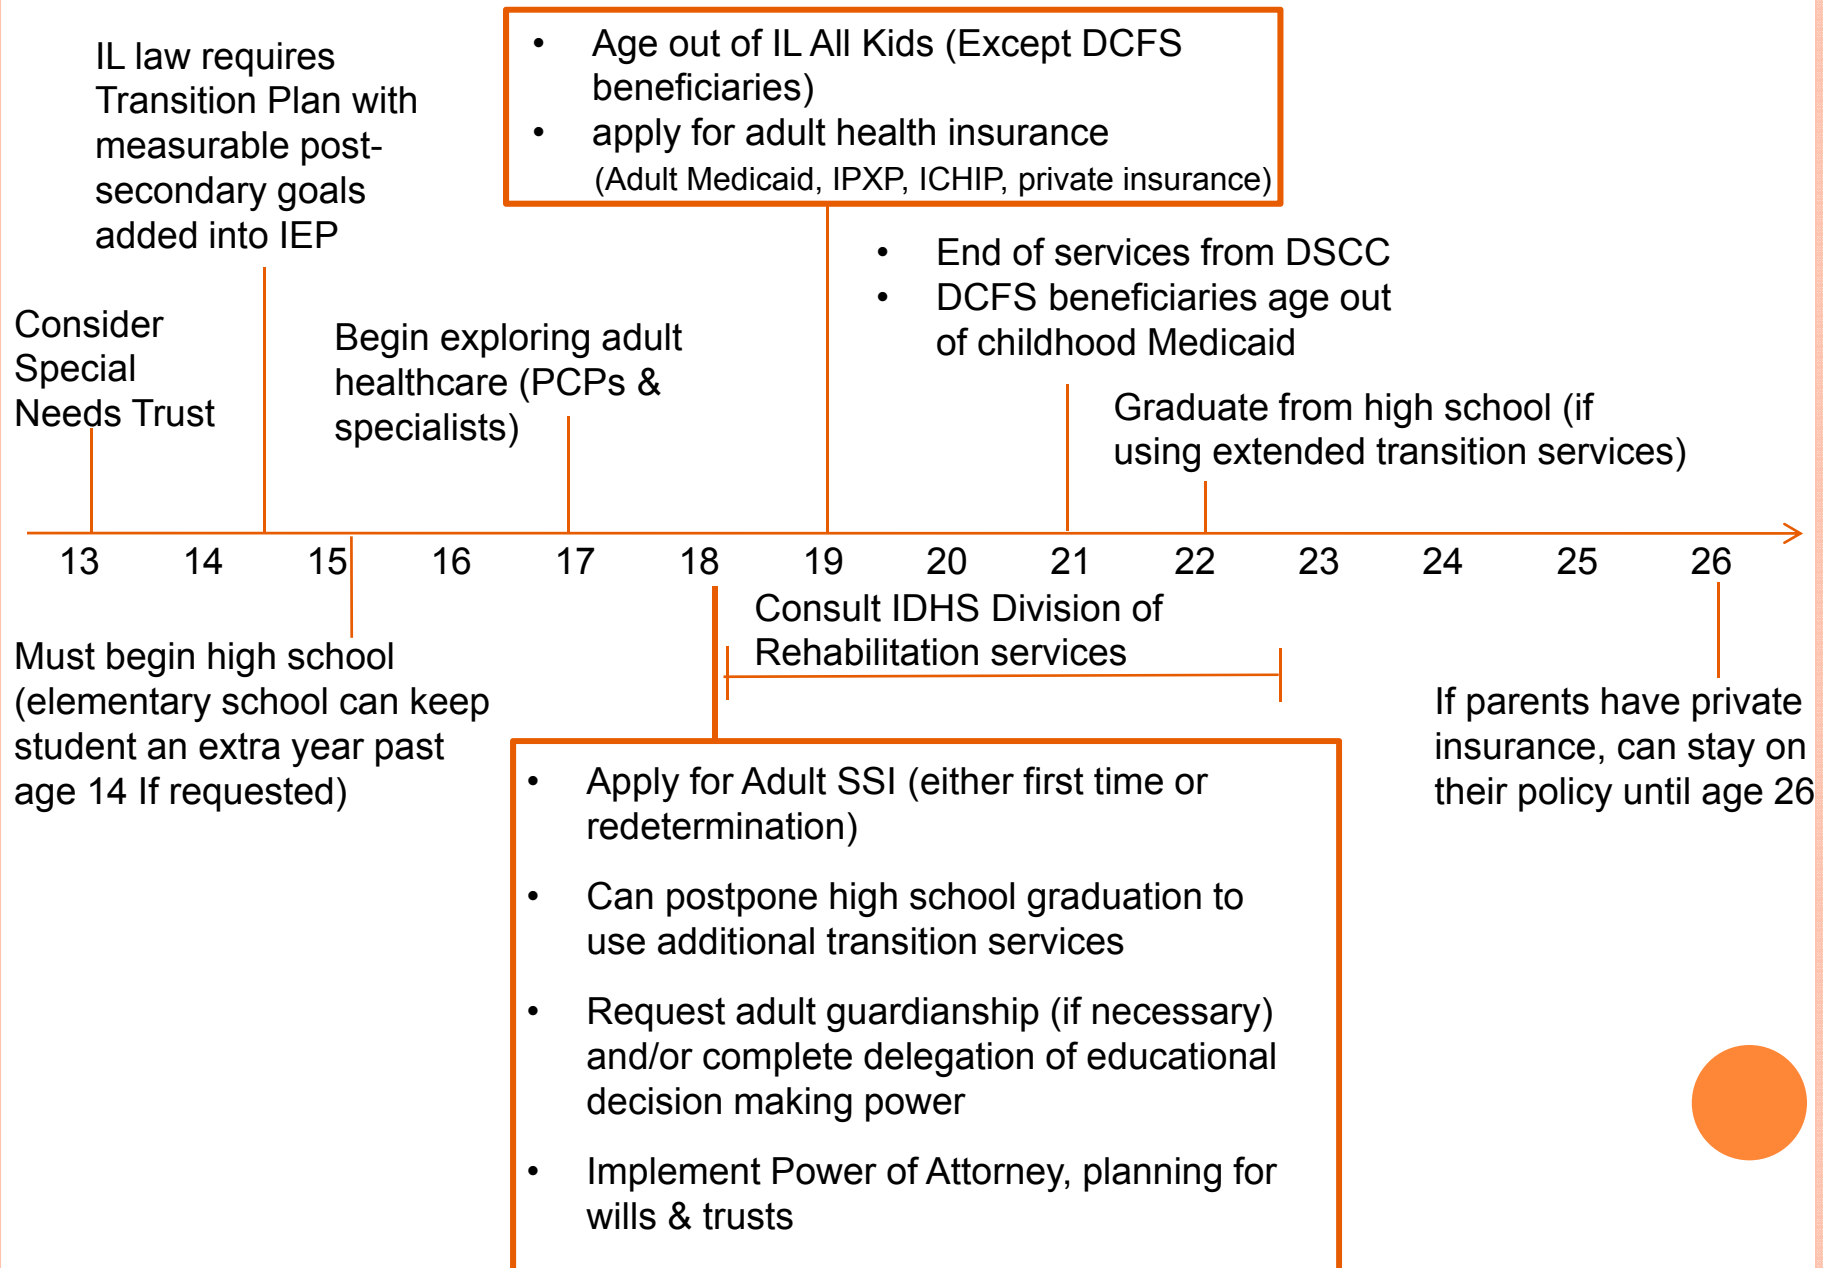 IL law requires
Transition Plan with
measurable post-
secondary goals
added into IEP
• Age out of IL All Kids (Except DCFS
beneficiaries)
• apply for adult health insurance
(Adult Medicaid, IPXP, ICHIP, private insurance)
• End of services from DSCC
• DCFS beneficiaries age out
of childhood Medicaid
Consider
Special
Needs Trust
Begin exploring adult
healthcare (PCPs &
specialists)
Graduate from high school (if
using extended transition services)
13 14 15 16 17 18 19 20 21 22 23 24 25 26
Consult IDHS Division of
Rehabilitation services
Must begin high school
(elementary school can keep
student an extra year past
age 14 If requested)
If parents have private
insurance, can stay on
their policy until age 26
• Apply for Adult SSI (either first time or
redetermination)
• Can postpone high school graduation to
use additional transition services
• Request adult guardianship (if necessary)
and/or complete delegation of educational
decision making power
• Implement Power of Attorney, planning for
wills & trusts